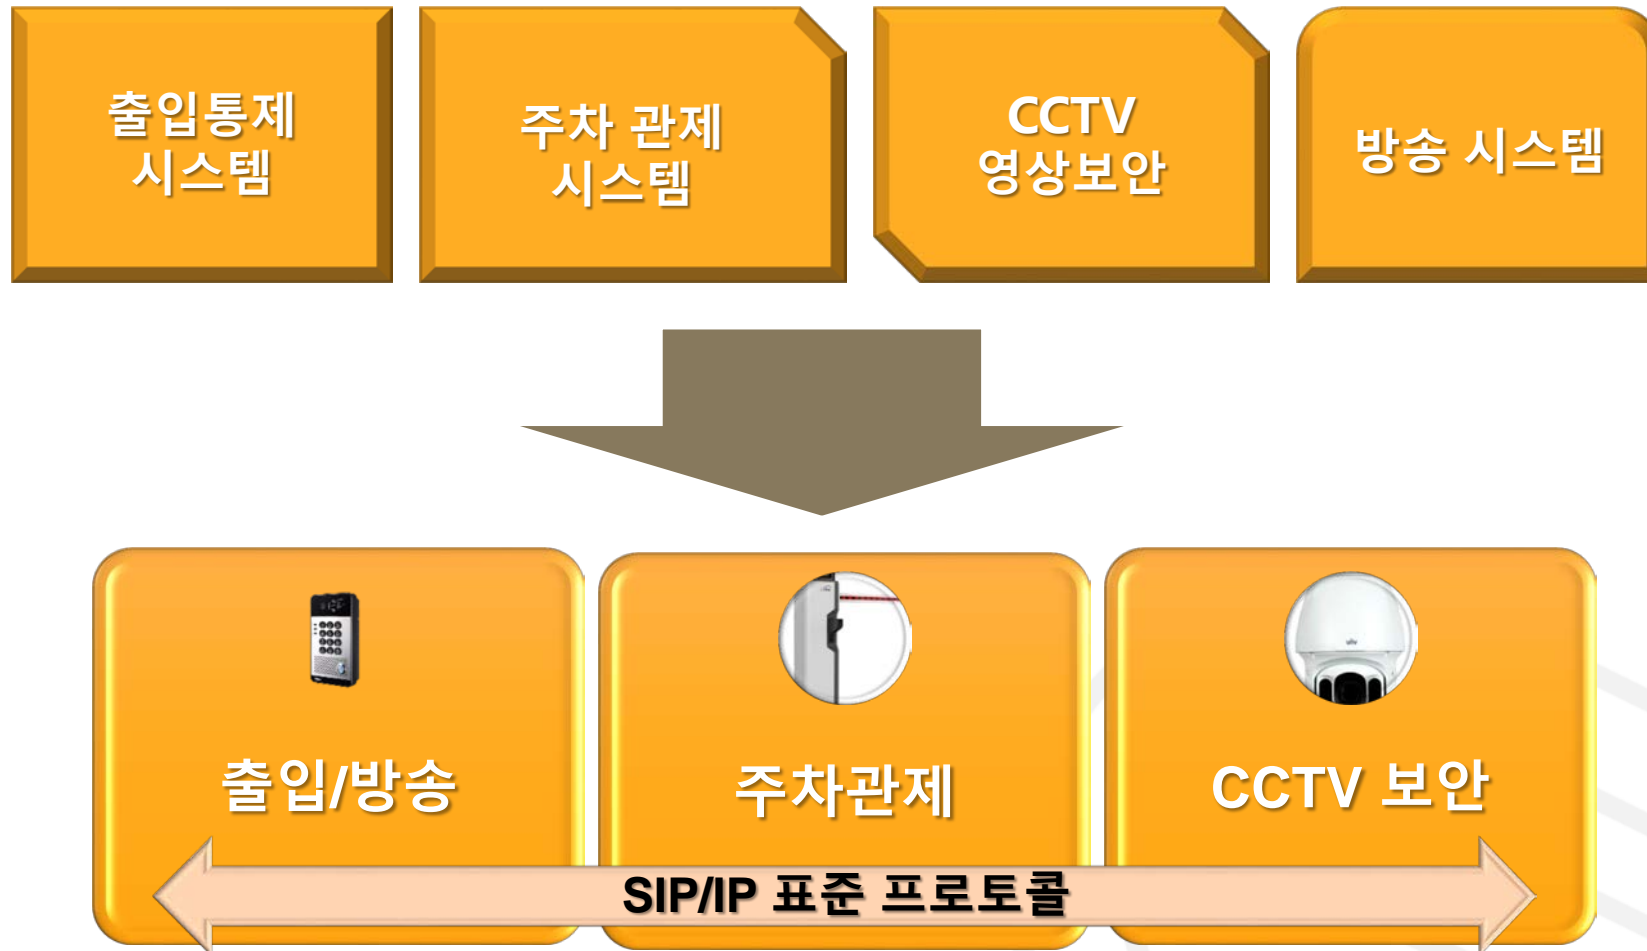 출입통제
시스템
주차 관제
시스템
CCTV
영상보안
방송 시스템
출입/방송
주차관제
CCTV 보안
SIP/IP 표준 프로토콜